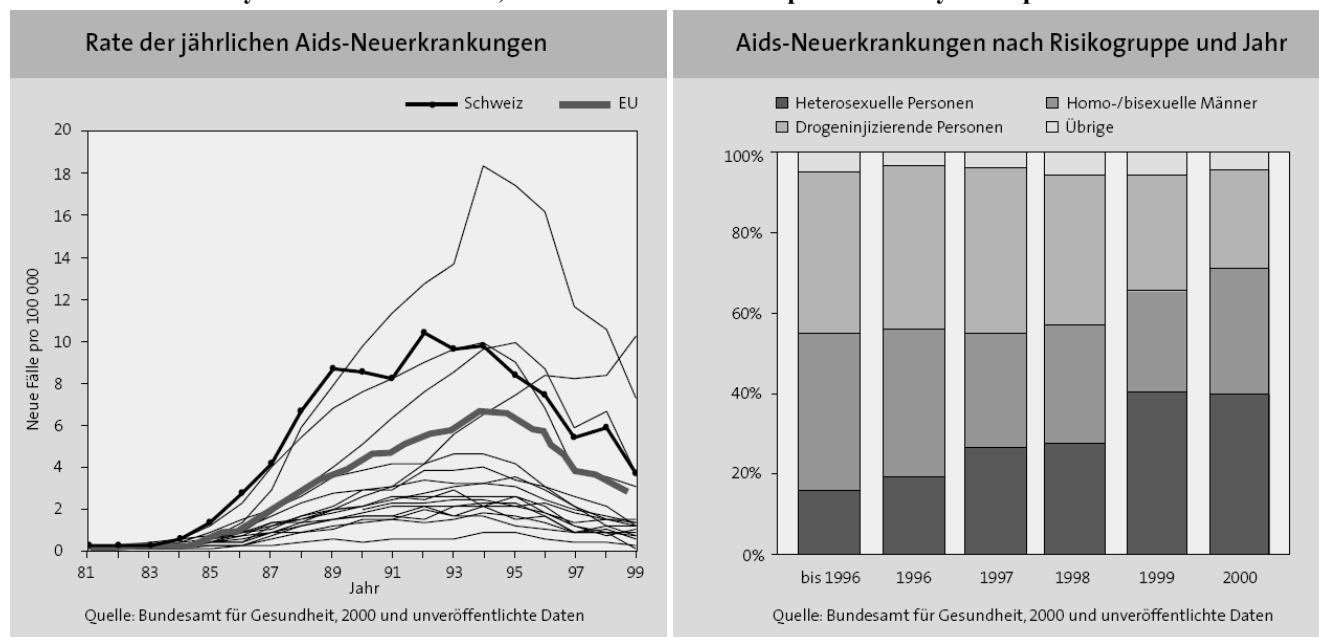 Rate der jährlichen Aids-Neuerkrankungen
Schweiz EU
20
18
16
14
12
10
8
6
4
2
0
Neue Fälle pro 100 000
81 83 85 87 89 91 93 95 97 99
Jahr
Quelle: Bundesamt für Gesundheit, 2000 und unveröffentlichte Daten
Aids-Neuerkrankungen nach Risikogruppe und Jahr
Heterosexuelle Personen Homo-/bisexuelle Männer
Drogeninjizierende Personen Übrige
100%
80%
60%
40%
20%
0%
bis 1996 1996 1997 1998 1999 2000
Quelle: Bundesamt für Gesundheit, 2000 und unveröffentlichte Daten